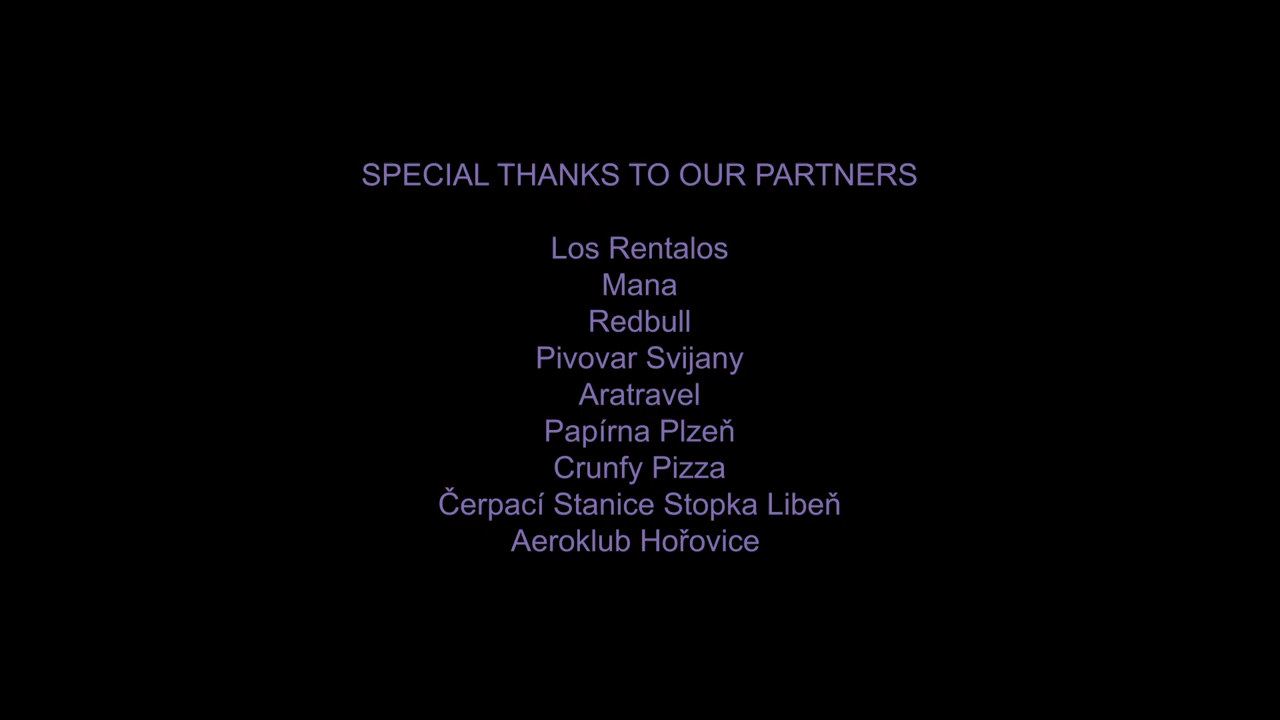 SPECIAL THANKS TO OUR PARTNERS
Los Rentalos
Mana
Redbull
Pivovar Svijany
Aratravel
Papírna Plzeň
Crunfy Pizza
Čerpací Stanice Stopka Libeň
Aeroklub Hořovice